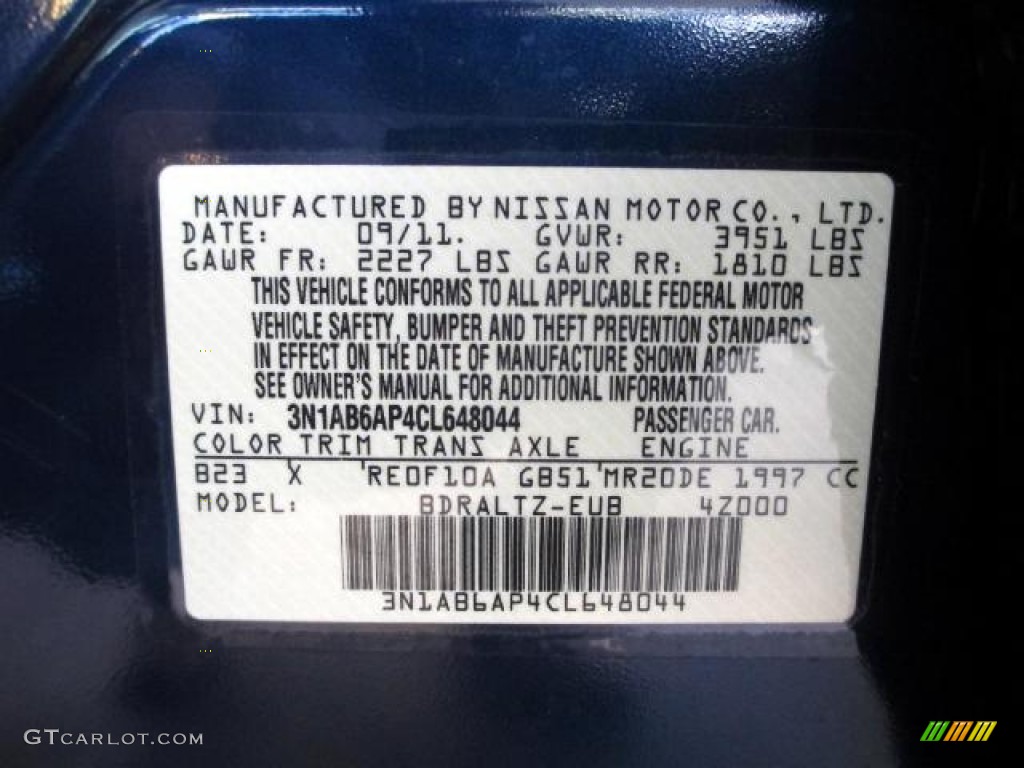 MANUFACTURED BY NISSAN MOTOR CO., LTD.
DATE: 09/11. GVWR: 3951 LBS
GAWR FR: 2227 LBS GAWR RR: 1810 LBS
THIS VEHICLE CONFORMS TO ALL APPLICABLE FEDERAL MOTOR
VEHICLE SAFETY, BUMPER AND THEFT PREVENTION STANDARDS
IN EFFECT ON THE DATE OF MANUFACTURE SHOWN ABOVE.
SEE OWNER'S MANUAL FOR ADDITIONAL INFORMATION.
VIN: 3N1AB6AP4CL648044 PASSENGER CAR.
COLOR TRIM TRANS AXLE ENGINE
B23 X 'RE0F10A GB51'MR20DE 1997 CC
MODEL: BDRALTZ-EUB 4Z000
3N1AB6AP4CL648044
GTCARLOT.COM